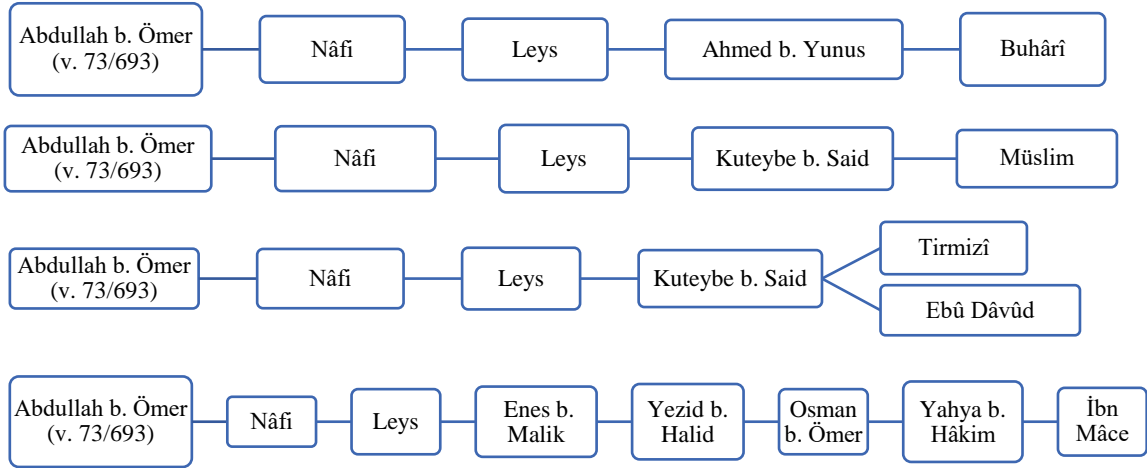 Abdullah b. Ömer
(v. 73/693)
Nâfi
Leys
Ahmed b. Yunus
Buhârî
Abdullah b. Ömer
(v. 73/693)
Nâfi
Leys
Kuteybe b. Said
Müslim
Abdullah b. Ömer
(v. 73/693)
Nâfi
Leys
Kuteybe b. Said
Tirmizî
Ebû Dâvûd
Abdullah b. Ömer
(v. 73/693)
Nâfi
Leys
Enes b.
Malik
Yezid b.
Halid
Osman
b. Ömer
Yahya b.
Hâkim
İbn
Mâce